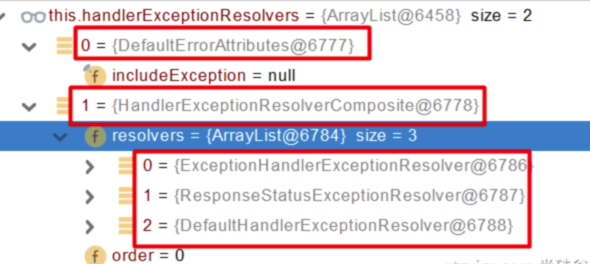 this.handlerExceptionResolvers = {ArrayList@6458} size = 2
0 = {DefaultErrorAttributes@6777}
f includeException = null
1 = {HandlerExceptionResolverComposite@6778}
f resolvers = {ArrayList@6784} size = 3
0 = {ExceptionHandlerExceptionResolver@6786
1 = {ResponseStatusExceptionResolver@6787}
2 = {DefaultHandlerExceptionResolver@6788}
f order = 0